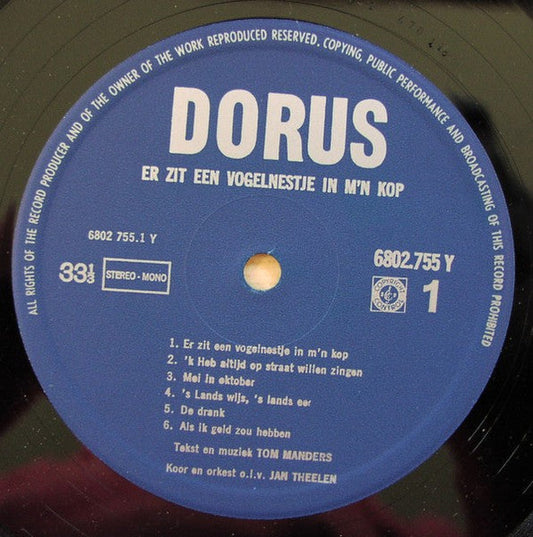 ALL RIGHTS OF THE RECORD PRODUCER AND OF THE OWNER OF THE WORK REPRODUCED RESERVED. COPYING, PUBLIC PERFORMANCE AND BROADCASTING OF THIS RECORD PROHIBITED
DORUS
ER ZIT EEN VOGELNESTJE IN M'N KOP
6802 755.1 Y
6802.755 Y
33⅓
STEREO - MONO
1
1. Er zit een vogelnestje in m'n kop
2. 'k Heb altijd op straat willen zingen
3. Mei in oktober
4. 's Lands wijs, 's lands eer
5. De drank
6. Als ik geld zou hebben
Tekst en muziek TOM MANDERS
Koor en orkest o.l.v. JAN THEELEN